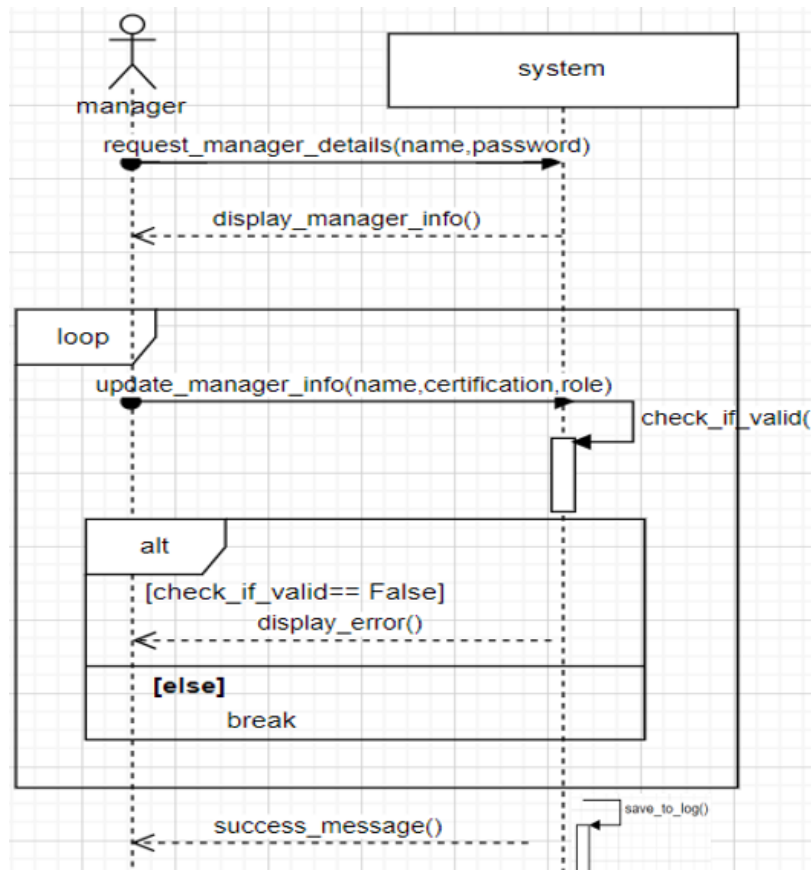 system
manager
request_manager_details(name,password)
display_manager_info()
loop
update_manager_info(name,certification,role)
check_if_valid(
alt
[check_if_valid== False]
display_error()
[else]
break
save_to_log()
success_message()